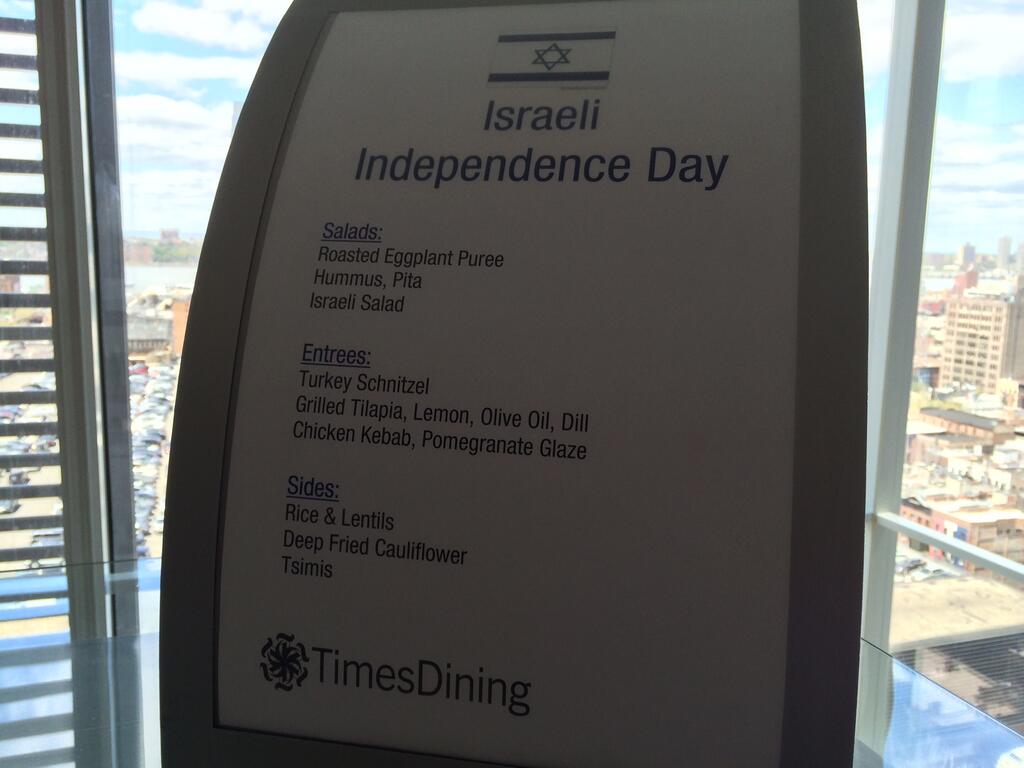 Israeli
Independence Day
Salads:
Roasted Eggplant Puree
Hummus, Pita
Israeli Salad
Entrees:
Turkey Schnitzel
Grilled Tilapia, Lemon, Olive Oil, Dill
Chicken Kebab, Pomegranate Glaze
Sides:
Rice & Lentils
Deep Fried Cauliflower
Tsimis
TimesDining